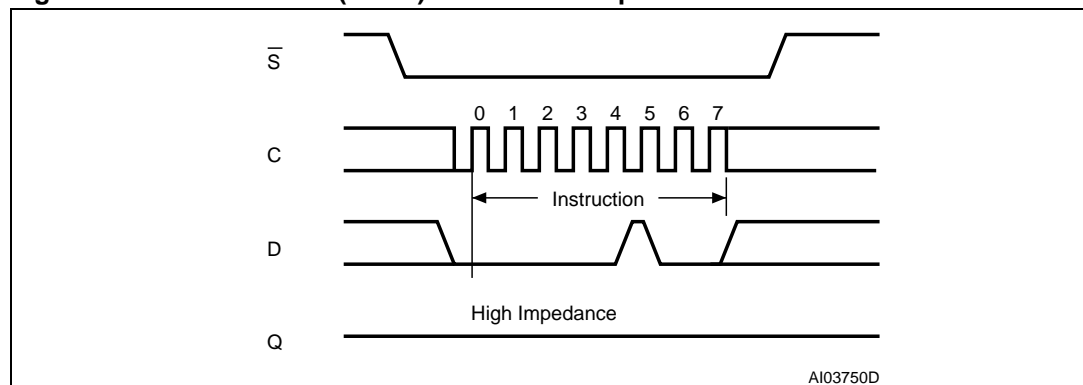 S̅
0 1 2 3 4 5 6 7
C
Instruction
D
High Impedance
Q
AI03750D